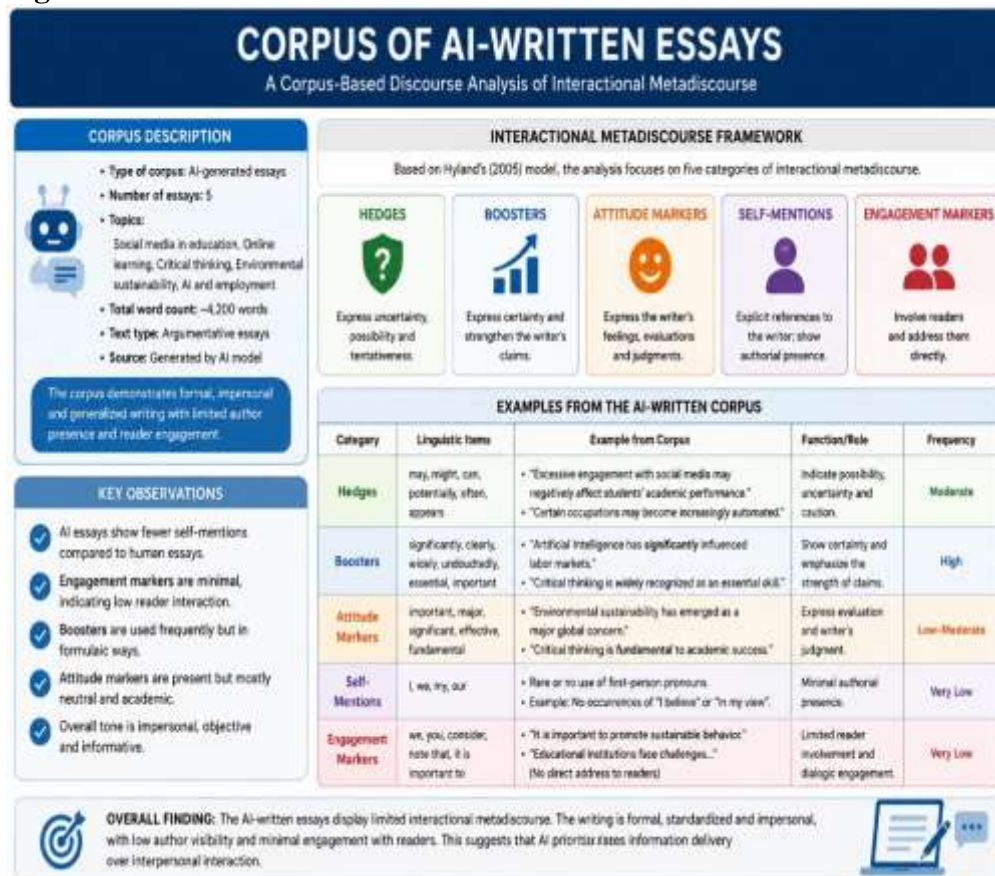 CORPUS OF AI-WRITTEN ESSAYS
A Corpus-Based Discourse Analysis of Interactional Metadiscourse
CORPUS DESCRIPTION
• Type of corpus: AI-generated essays
• Number of essays: 5
• Topics:
Social media in education, Online
learning, Critical thinking, Environmental
sustainability, AI and employment
• Total word count: ~4,200 words
• Text type: Argumentative essays
• Source: Generated by AI model
The corpus demonstrates formal, impersonal
and generalized writing with limited author
presence and reader engagement.
KEY OBSERVATIONS
AI essays show fewer self-mentions
compared to human essays.
Engagement markers are minimal,
indicating low reader interaction.
Boosters are used frequently but in
formulaic ways.
Attitude markers are present but mostly
neutral and academic.
Overall tone is impersonal, objective
and informative.
INTERACTIONAL METADISCOURSE FRAMEWORK
Based on Hyland's (2005) model, the analysis focuses on five categories of interactional metadiscourse.
HEDGES
?
Express uncertainty,
possibility and
tentativeness.
BOOSTERS
Express certainty and
strengthen the writer's
claims.
ATTITUDE MARKERS
Express the writer's
feelings, evaluations
and judgments.
SELF-MENTIONS
Explicit references to
the writer; show
authorial presence.
ENGAGEMENT MARKERS
Involve readers
and address them
directly.
EXAMPLES FROM THE AI-WRITTEN CORPUS
Category Linguistic Items Example from Corpus Function/Role Frequency
Hedges
may, might, can,
potentially, often,
appears
• "Excessive engagement with social media may
negatively affect students' academic performance."
• "Certain occupations may become increasingly automated."
Indicate possibility,
uncertainty and
caution.
Moderate
Boosters
significantly, clearly,
widely, undoubtedly,
essential, important
• "Artificial Intelligence has significantly influenced
labor markets."
• "Critical thinking is widely recognized as an essential skill."
Show certainty and
emphasize the
strength of claims.
High
Attitude
Markers
important, major,
significant, effective,
fundamental
• "Environmental sustainability has emerged as a
major global concern."
• "Critical thinking is fundamental to academic success."
Express evaluation
and writer's
judgment.
Low-Moderate
Self-
Mentions
I, we, my, our
• Rare or no use of first-person pronouns.
• Example: No occurrences of "I believe" or "in my view".
Minimal authorial
presence.
Very Low
Engagement
Markers
we, you, consider,
note that, it is
important to
• "It is important to promote sustainable behavior."
• "Educational institutions face challenges..."
(No direct address to readers)
Limited reader
involvement and
dialogic engagement.
Very Low
OVERALL FINDING: The AI-written essays display limited interactional metadiscourse. The writing is formal, standardized and impersonal,
with low author visibility and minimal engagement with readers. This suggests that AI prioritizes information delivery
over interpersonal interaction.